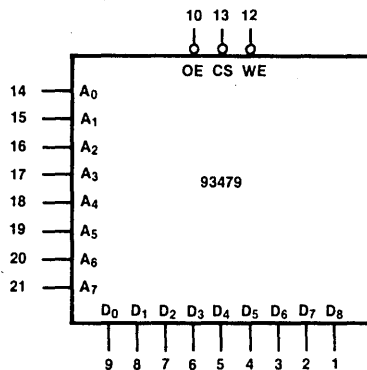 10 13 12
OE CS WE
14 A0
15 A1
16 A2
17 A3
93479
18 A4
19 A5
20 A6
21 A7
D0 D1 D2 D3 D4 D5 D6 D7 D8
9 8 7 6 5 4 3 2 1